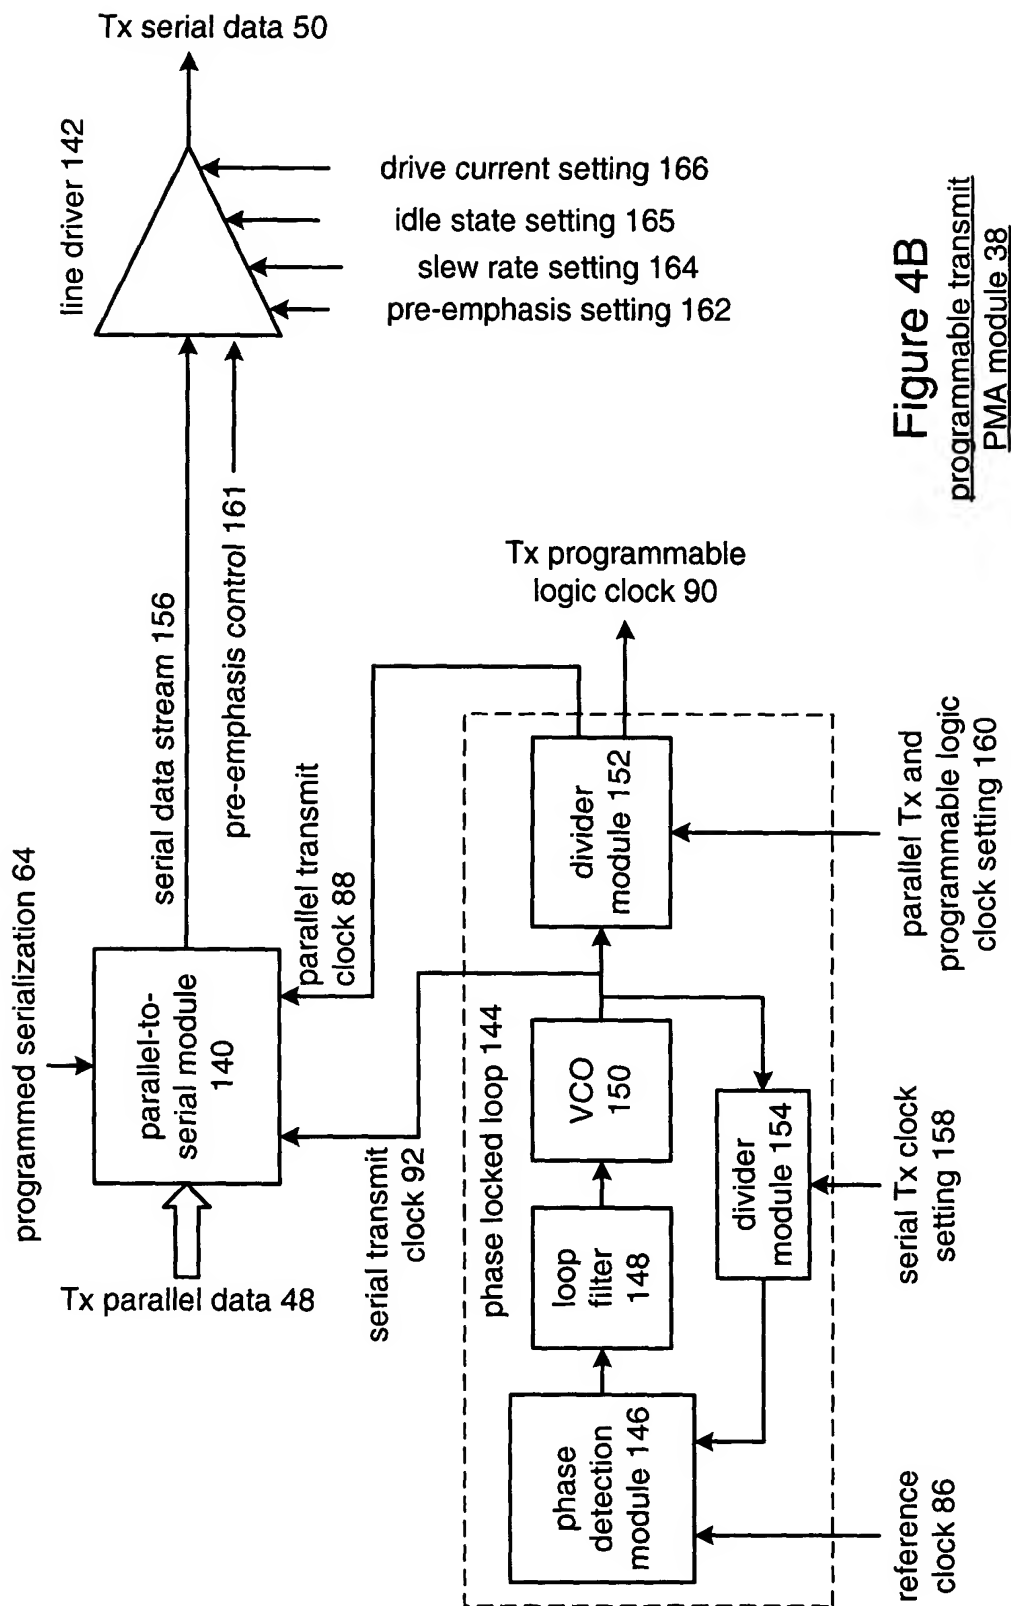 Tx serial data 50
line driver 142
drive current setting 166
idle state setting 165
slew rate setting 164
pre-emphasis setting 162
serial data stream 156
pre-emphasis control 161
programmed serialization 64
parallel-to-
serial module
140
Tx parallel data 48
parallel transmit
clock 88
serial transmit
clock 92
Tx programmable
logic clock 90
phase locked loop 144
phase
detection
module 146
loop
filter
148
VCO
150
divider
module 152
divider
module 154
reference
clock 86
serial Tx clock
setting 158
parallel Tx and
programmable logic
clock setting 160
Figure 4B
programmable transmit
PMA module 38